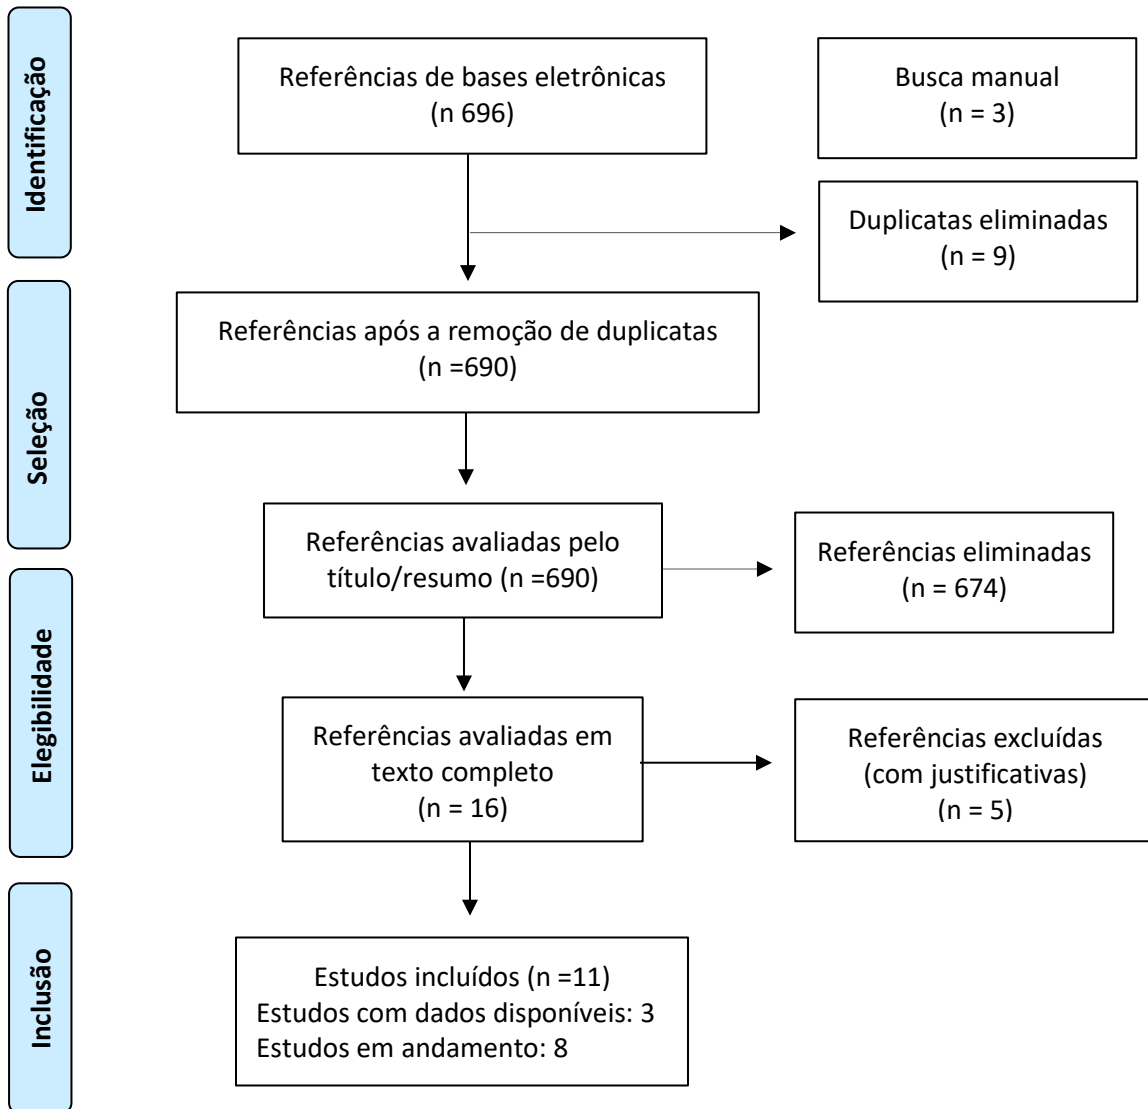 Identificação
Referências de bases eletrônicas
(n 696)
Busca manual
(n = 3)
Duplicatas eliminadas
(n = 9)
Seleção
Referências após a remoção de duplicatas
(n =690)
Referências avaliadas pelo
título/resumo (n =690)
Referências eliminadas
(n = 674)
Elegibilidade
Referências avaliadas em
texto completo
(n = 16)
Referências excluídas
(com justificativas)
(n = 5)
Inclusão
Estudos incluídos (n =11)
Estudos com dados disponíveis: 3
Estudos em andamento: 8